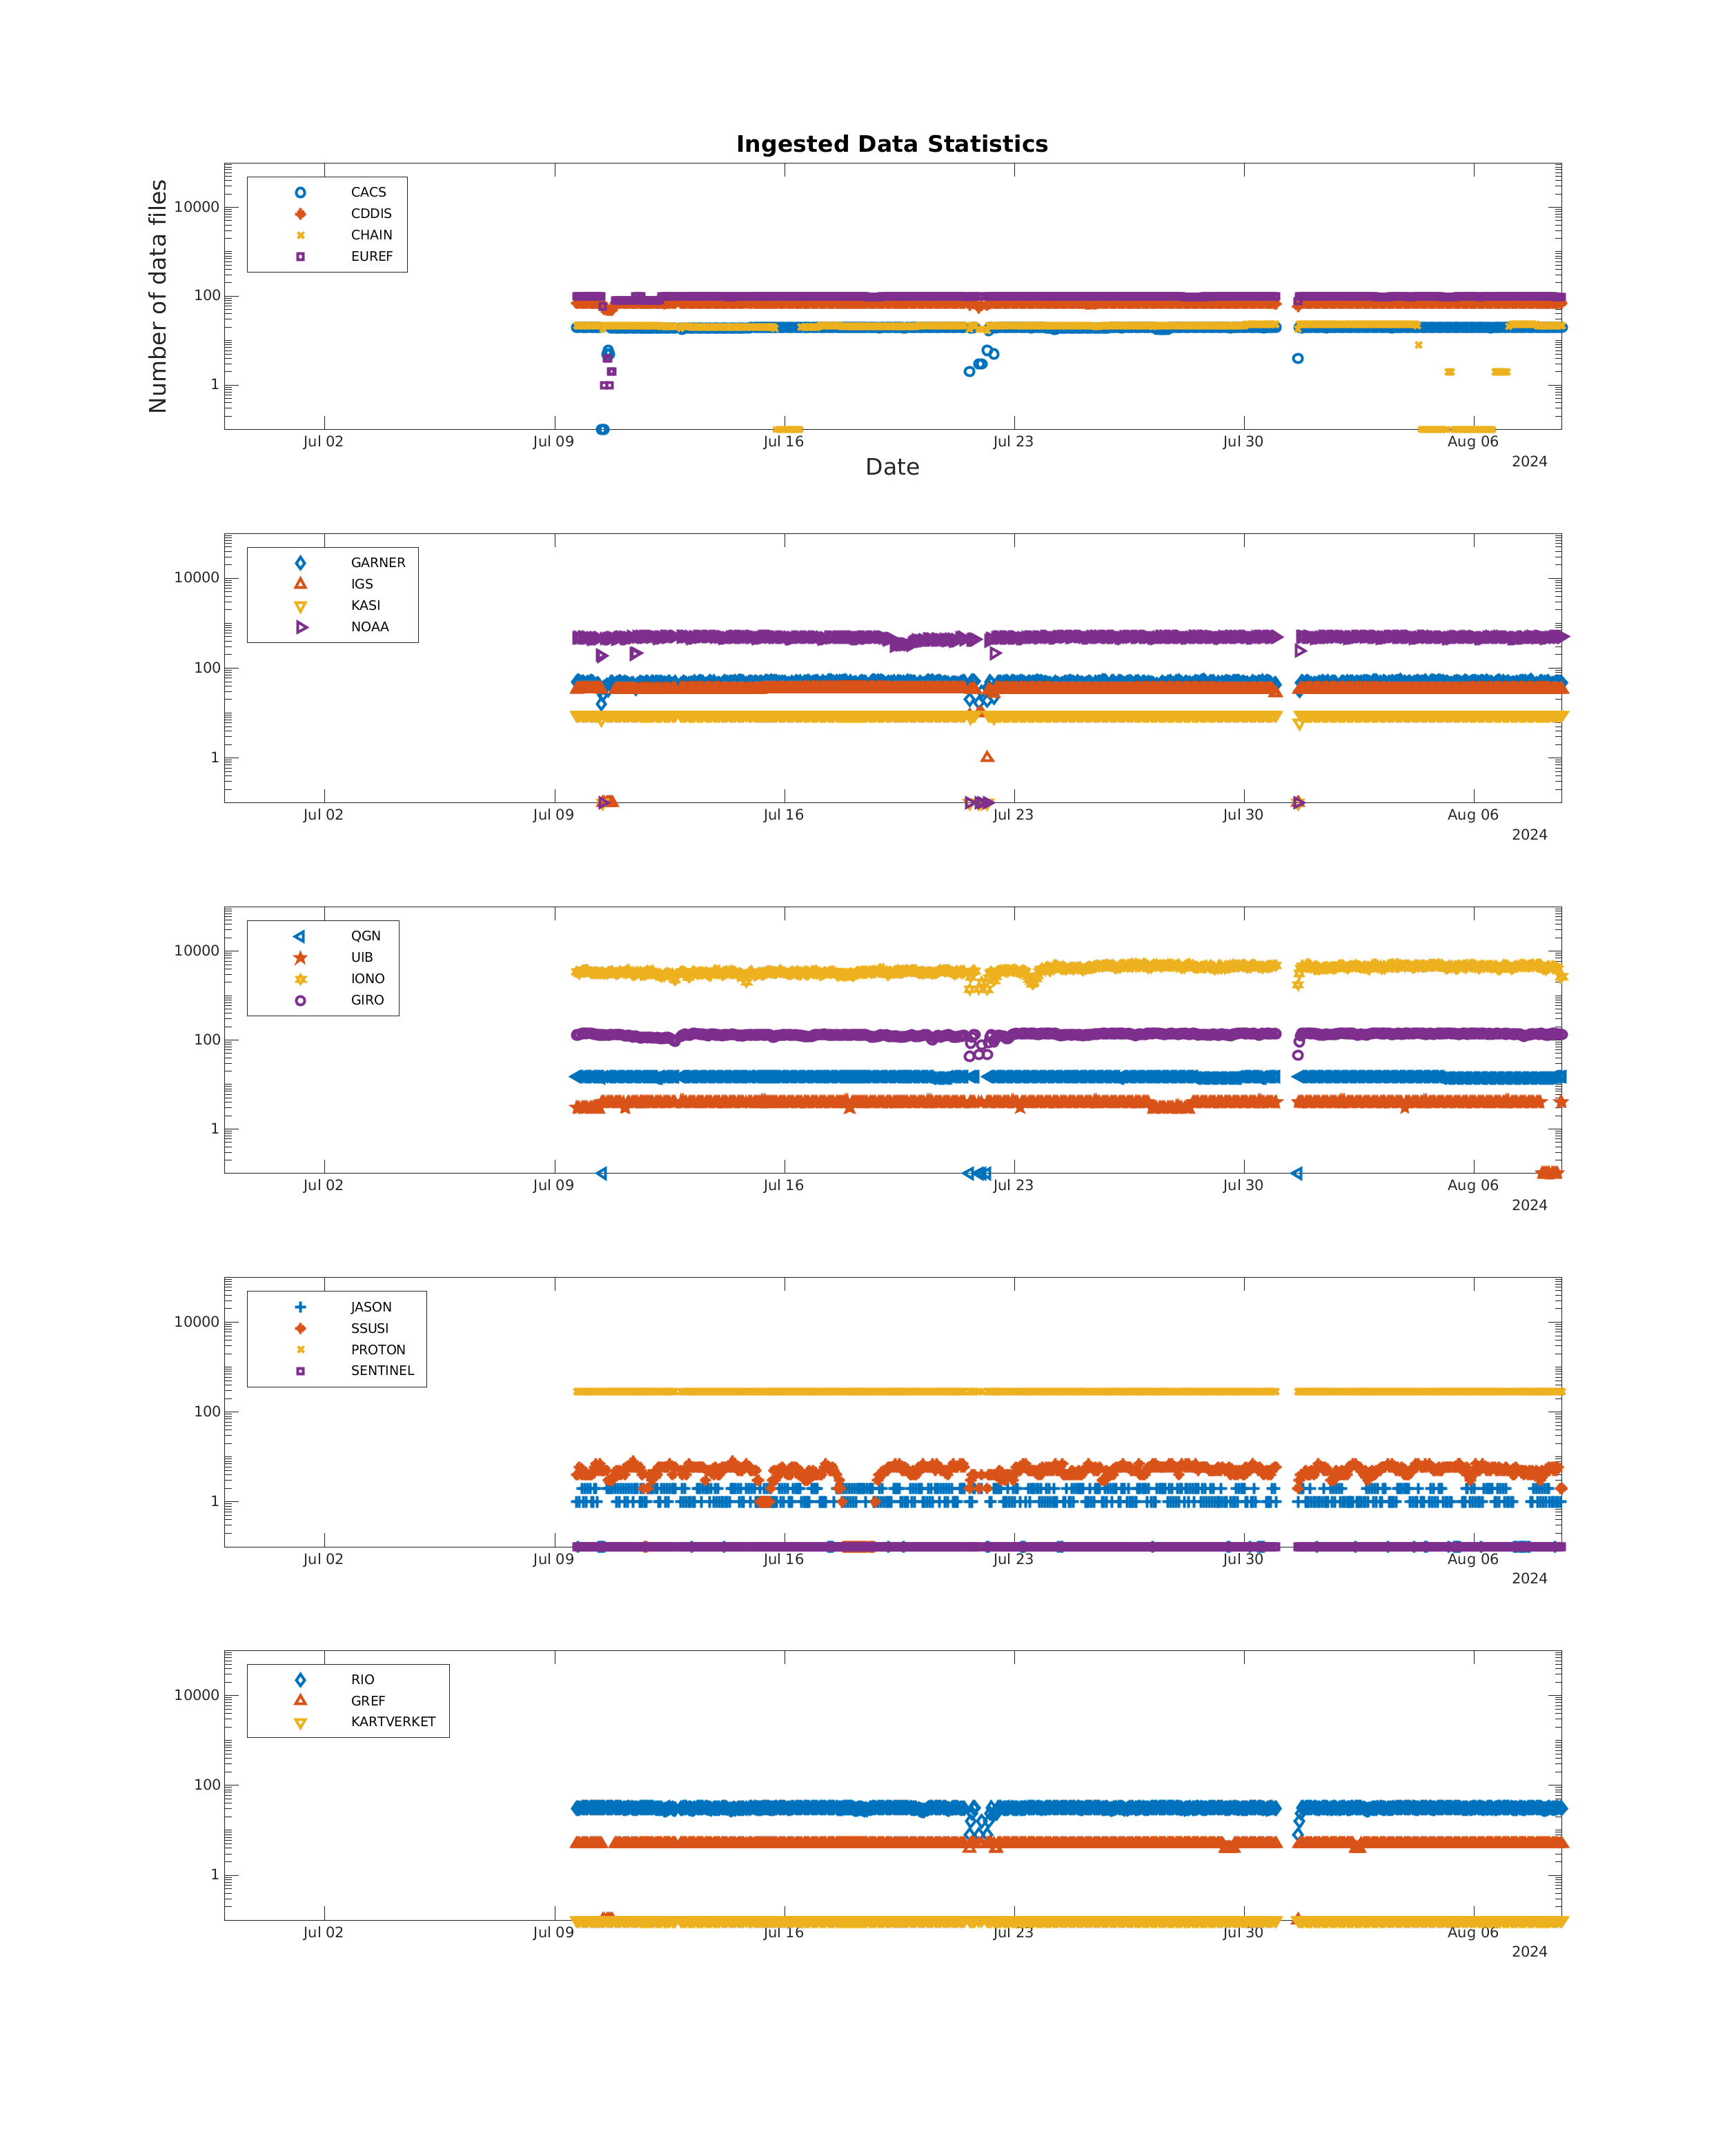 Ingested Data Statistics
Number of data files
10000
100
1
CACS
CDDIS
CHAIN
EUREF
Jul 02 Jul 09 Jul 16 Jul 23 Jul 30 Aug 06
2024
Date
10000
100
1
GARNER
IGS
KASI
NOAA
Jul 02 Jul 09 Jul 16 Jul 23 Jul 30 Aug 06
2024
10000
100
1
QGN
UIB
IONO
GIRO
Jul 02 Jul 09 Jul 16 Jul 23 Jul 30 Aug 06
2024
10000
100
1
JASON
SSUSI
PROTON
SENTINEL
Jul 02 Jul 09 Jul 16 Jul 23 Jul 30 Aug 06
2024
10000
100
1
RIO
GREF
KARTVERKET
Jul 02 Jul 09 Jul 16 Jul 23 Jul 30 Aug 06
2024